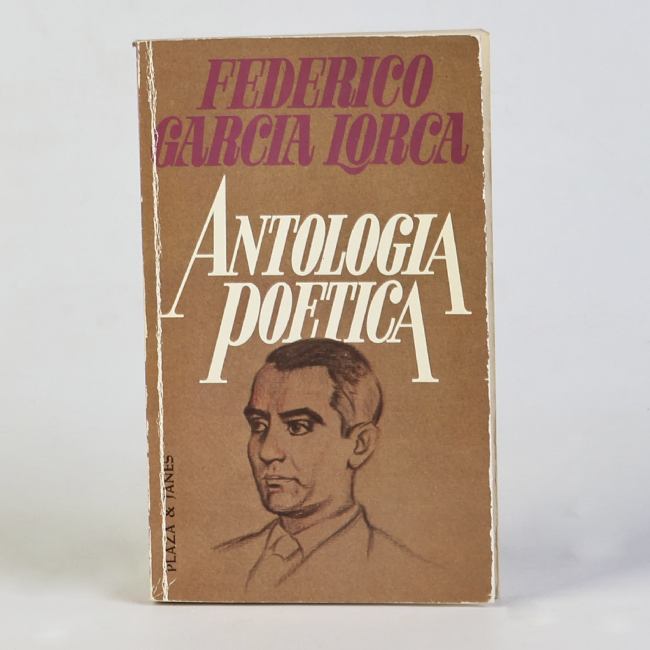 FEDERICO
GARCIA LORCA
ANTOLOGIA
POETICA
PLAZA & JANES